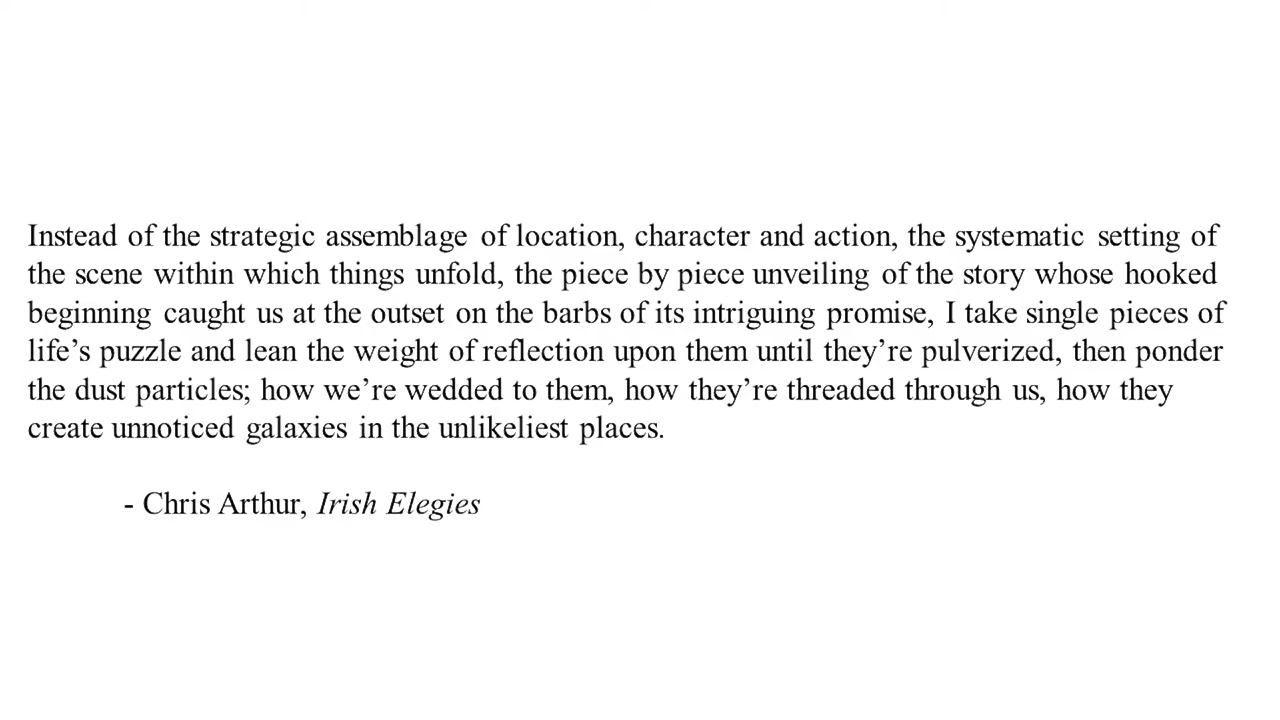 Instead of the strategic assemblage of location, character and action, the systematic setting of
the scene within which things unfold, the piece by piece unveiling of the story whose hooked
beginning caught us at the outset on the barbs of its intriguing promise, I take single pieces of
life’s puzzle and lean the weight of reflection upon them until they’re pulverized, then ponder
the dust particles; how we’re wedded to them, how they’re threaded through us, how they
create unnoticed galaxies in the unlikeliest places.
- Chris Arthur, Irish Elegies